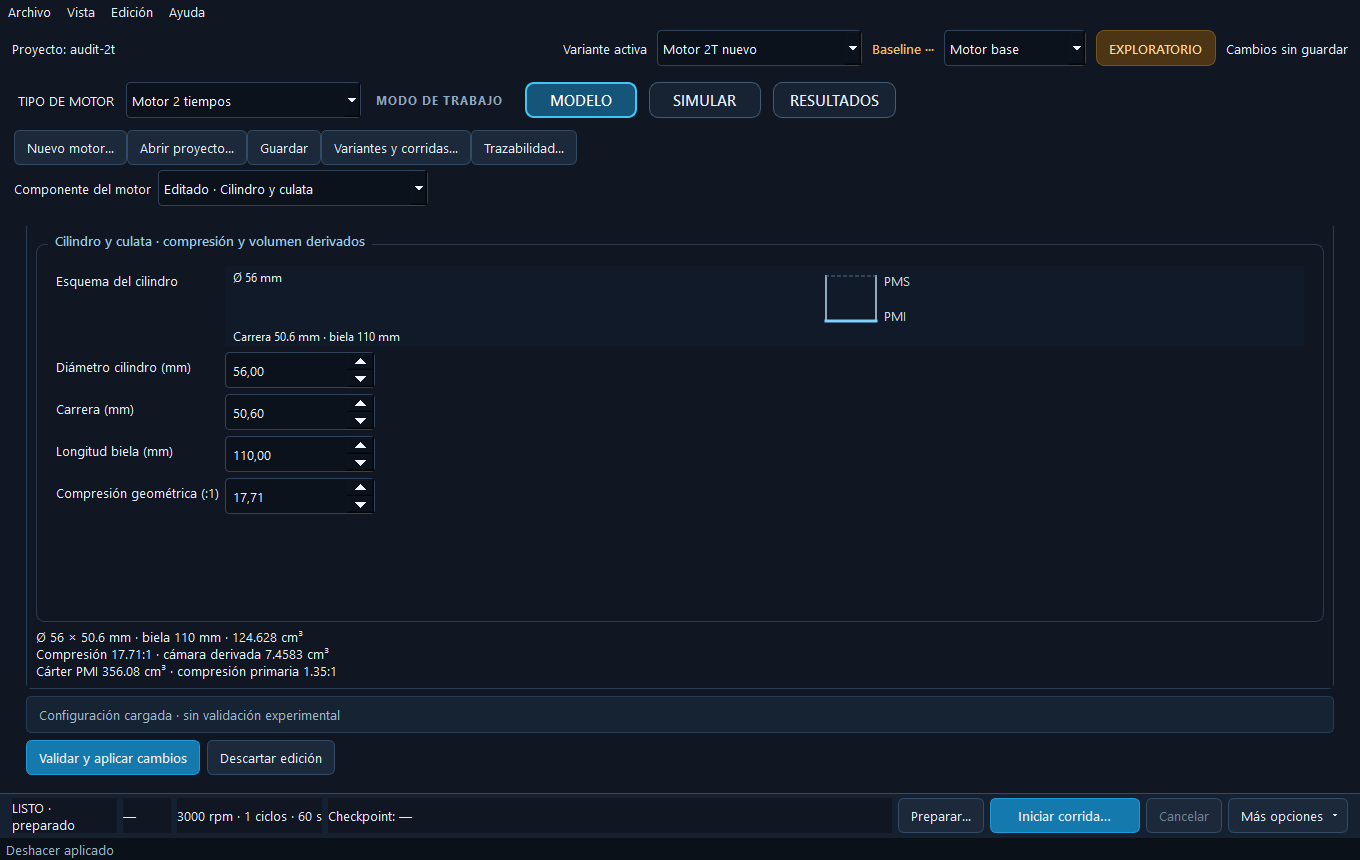 Archivo Vista Edición Ayuda
Proyecto: audit-2t
Variante activa Motor 2T nuevo Baseline ··· Motor base EXPLORATORIO Cambios sin guardar
TIPO DE MOTOR Motor 2 tiempos MODO DE TRABAJO MODELO SIMULAR RESULTADOS
Nuevo motor... Abrir proyecto... Guardar Variantes y corridas... Trazabilidad...
Componente del motor Editado · Cilindro y culata
Cilindro y culata · compresión y volumen derivados
Esquema del cilindro
Ø 56 mm
PMS
PMI
Carrera 50.6 mm · biela 110 mm
Diámetro cilindro (mm) 56,00
Carrera (mm) 50,60
Longitud biela (mm) 110,00
Compresión geométrica (:1) 17,71
Ø 56 × 50.6 mm · biela 110 mm · 124.628 cm³
Compresión 17.71:1 · cámara derivada 7.4583 cm³
Cárter PMI 356.08 cm³ · compresión primaria 1.35:1
Configuración cargada · sin validación experimental
Validar y aplicar cambios Descartar edición
LISTO ·
preparado
— 3000 rpm · 1 ciclos · 60 s Checkpoint: — Preparar... Iniciar corrida... Cancelar Más opciones
Deshacer aplicado